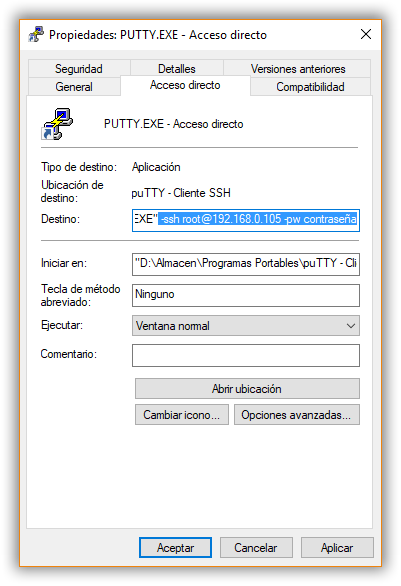 Propiedades: PUTTY.EXE - Acceso directo
Seguridad Detalles Versiones anteriores
General Acceso directo Compatibilidad
PUTTY.EXE - Acceso directo
Tipo de destino: Aplicación
Ubicación de destino: puTTY - Cliente SSH
Destino: EXE" -ssh root@192.168.0.105 -pw contraseña
Iniciar en: "D:\Almacen\Programas Portables\puTTY - Cli
Tecla de método abreviado: Ninguno
Ejecutar: Ventana normal
Comentario:
Abrir ubicación
Cambiar icono... Opciones avanzadas...
Aceptar Cancelar Aplicar